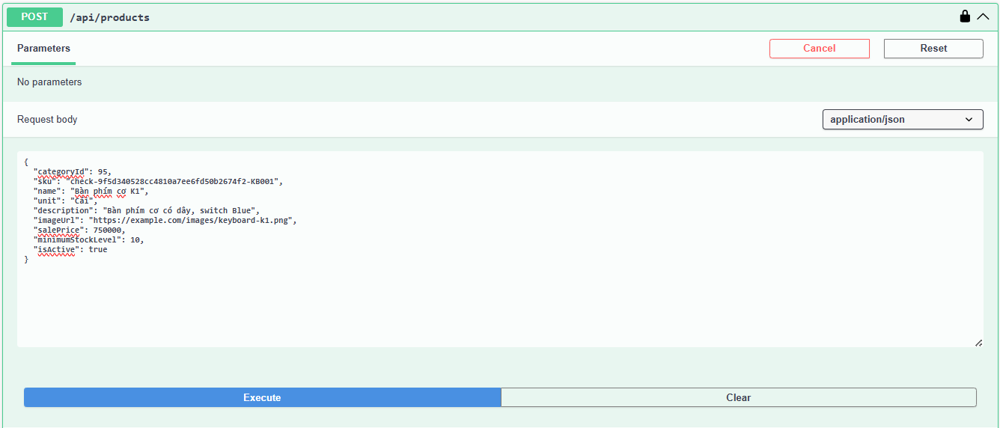 POST /api/products
Parameters Cancel Reset
No parameters
Request body application/json
{
"categoryId": 95,
"sku": "check-9f5d340528cc4810a7ee6fd50b2674f2-KB001",
"name": "Bàn phím cơ K1",
"unit": "Cái",
"description": "Bàn phím cơ có dây, switch Blue",
"imageUrl": "https://example.com/images/keyboard-k1.png",
"salePrice": 750000,
"minimumStockLevel": 10,
"isActive": true
}
Execute Clear